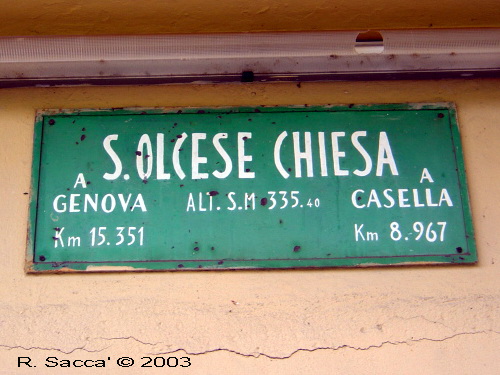 S. OLCESE CHIESA
A GENOVA ALT. S.M 335.40 A CASELLA
Km 15.351 Km 8.967
R. Sacca' © 2003